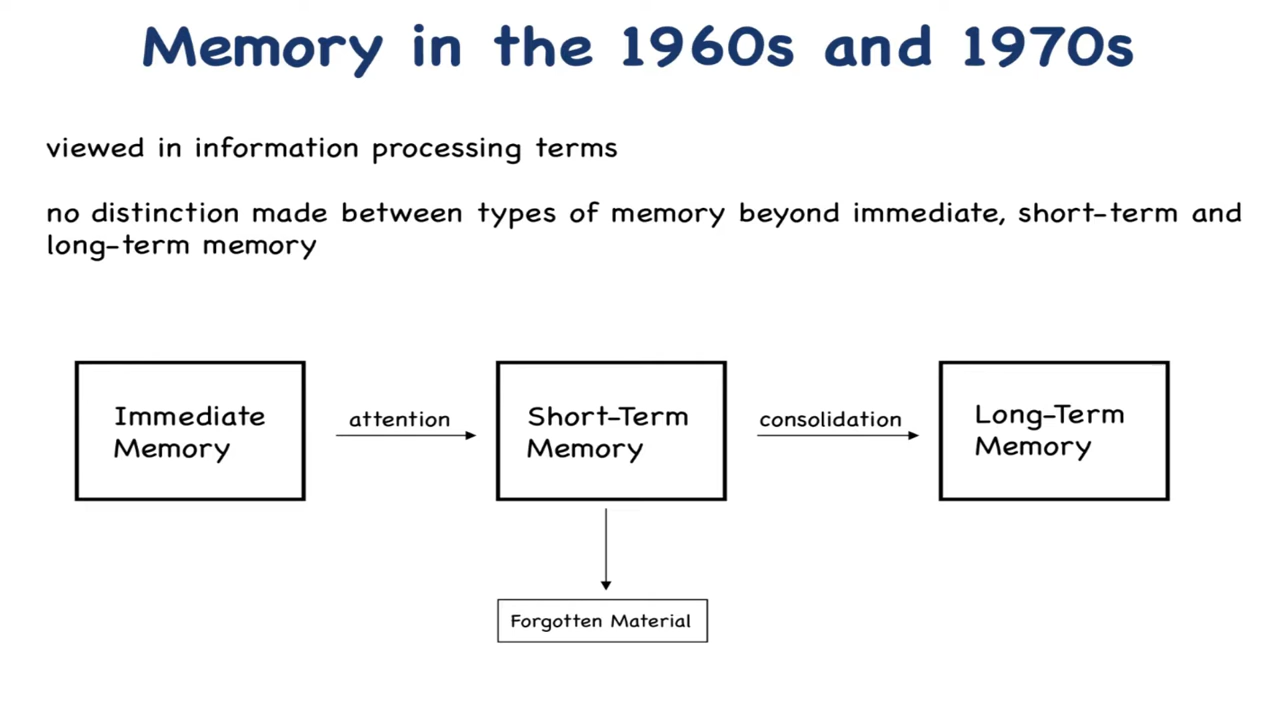 Memory in the 1960s and 1970s
viewed in information processing terms
no distinction made between types of memory beyond immediate, short-term and
long-term memory
Immediate
Memory
attention
Short-Term
Memory
consolidation
Long-Term
Memory
Forgotten Material